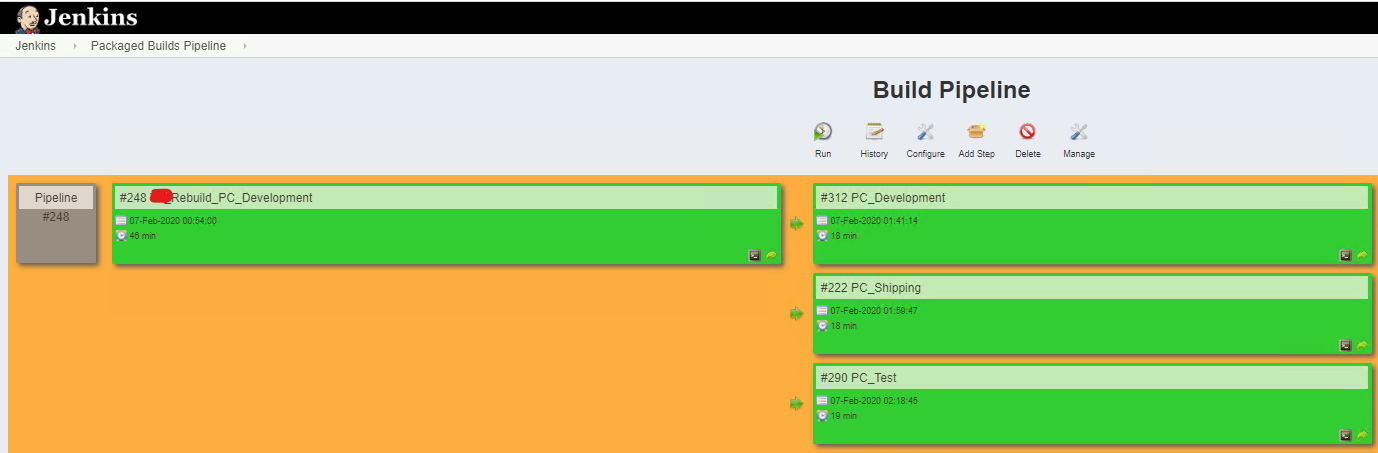 Jenkins
Jenkins Packaged Builds Pipeline
Build Pipeline
Run History Configure Add Step Delete Manage
Pipeline
#248
#248 _Rebuild_PC_Development
07-Feb-2020 00:54:00
46 min
#312 PC_Development
07-Feb-2020 01:41:14
18 min
#222 PC_Shipping
07-Feb-2020 01:59:47
18 min
#290 PC_Test
07-Feb-2020 02:18:45
19 min